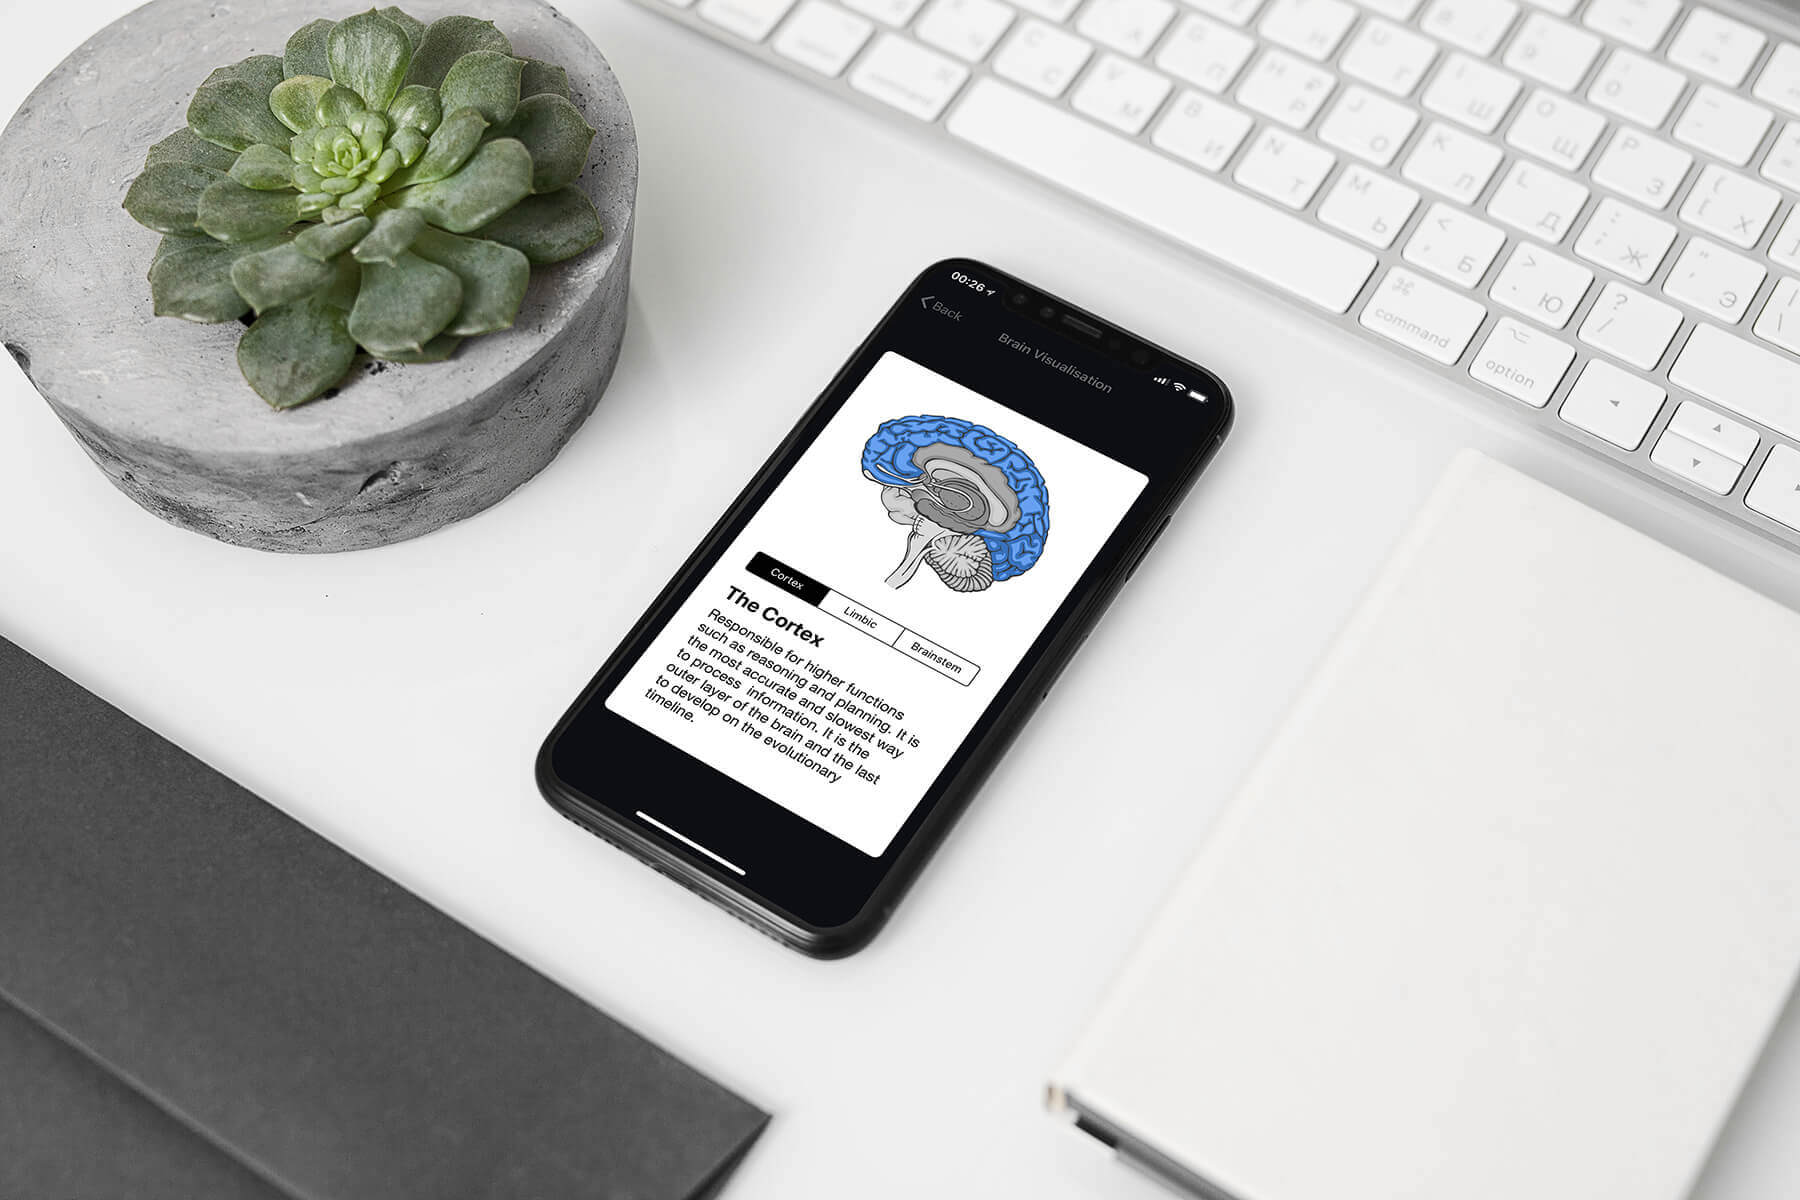 00:26
Back
Brain Visualisation
Cortex
Limbic
Brainstem
The Cortex
Responsible for higher functions
such as reasoning and planning. It is
the most accurate and slowest way
to process information. It is the
outer layer of the brain and the last
to develop on the evolutionary
timeline.
⌘
command
option
C С
V М
B И
N Т
M Ь
< , Б
> . Ю
? /
J О
K Л
L Д
: ; Ж
" ' Э
P З
{ [ Х
O Щ